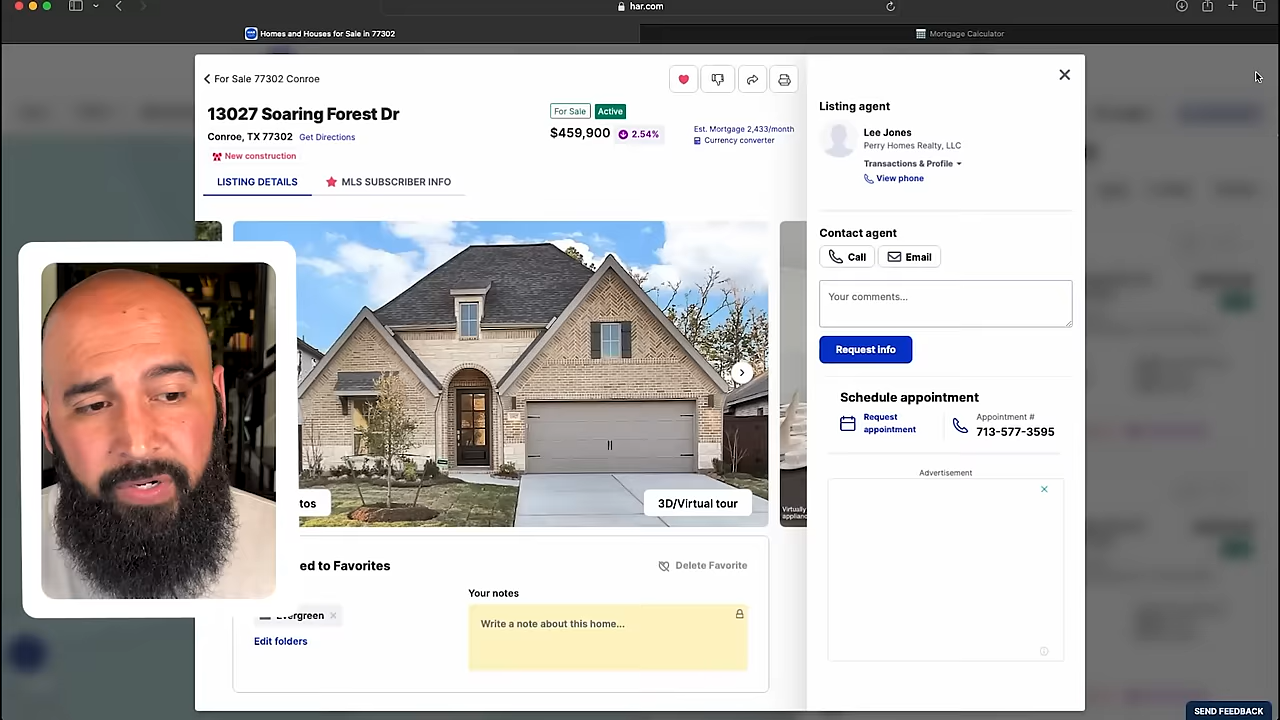 har.com
Homes and Houses for Sale in 77302
Mortgage Calculator
For Sale 77302 Conroe
13027 Soaring Forest Dr
Conroe, TX 77302 Get Directions
New construction
For Sale Active
$459,900 2.54%
Est. Mortgage 2,433/month
Currency converter
LISTING DETAILS MLS SUBSCRIBER INFO
tos
3D/Virtual tour
Virtually
applianc
ed to Favorites
Delete Favorite
Evergreen
Edit folders
Your notes
Write a note about this home...
Listing agent
Lee Jones
Perry Homes Realty, LLC
Transactions & Profile
View phone
Contact agent
Call Email
Your comments...
Request info
Schedule appointment
Request
appointment
Appointment #
713-577-3595
Advertisement
SEND FEEDBACK